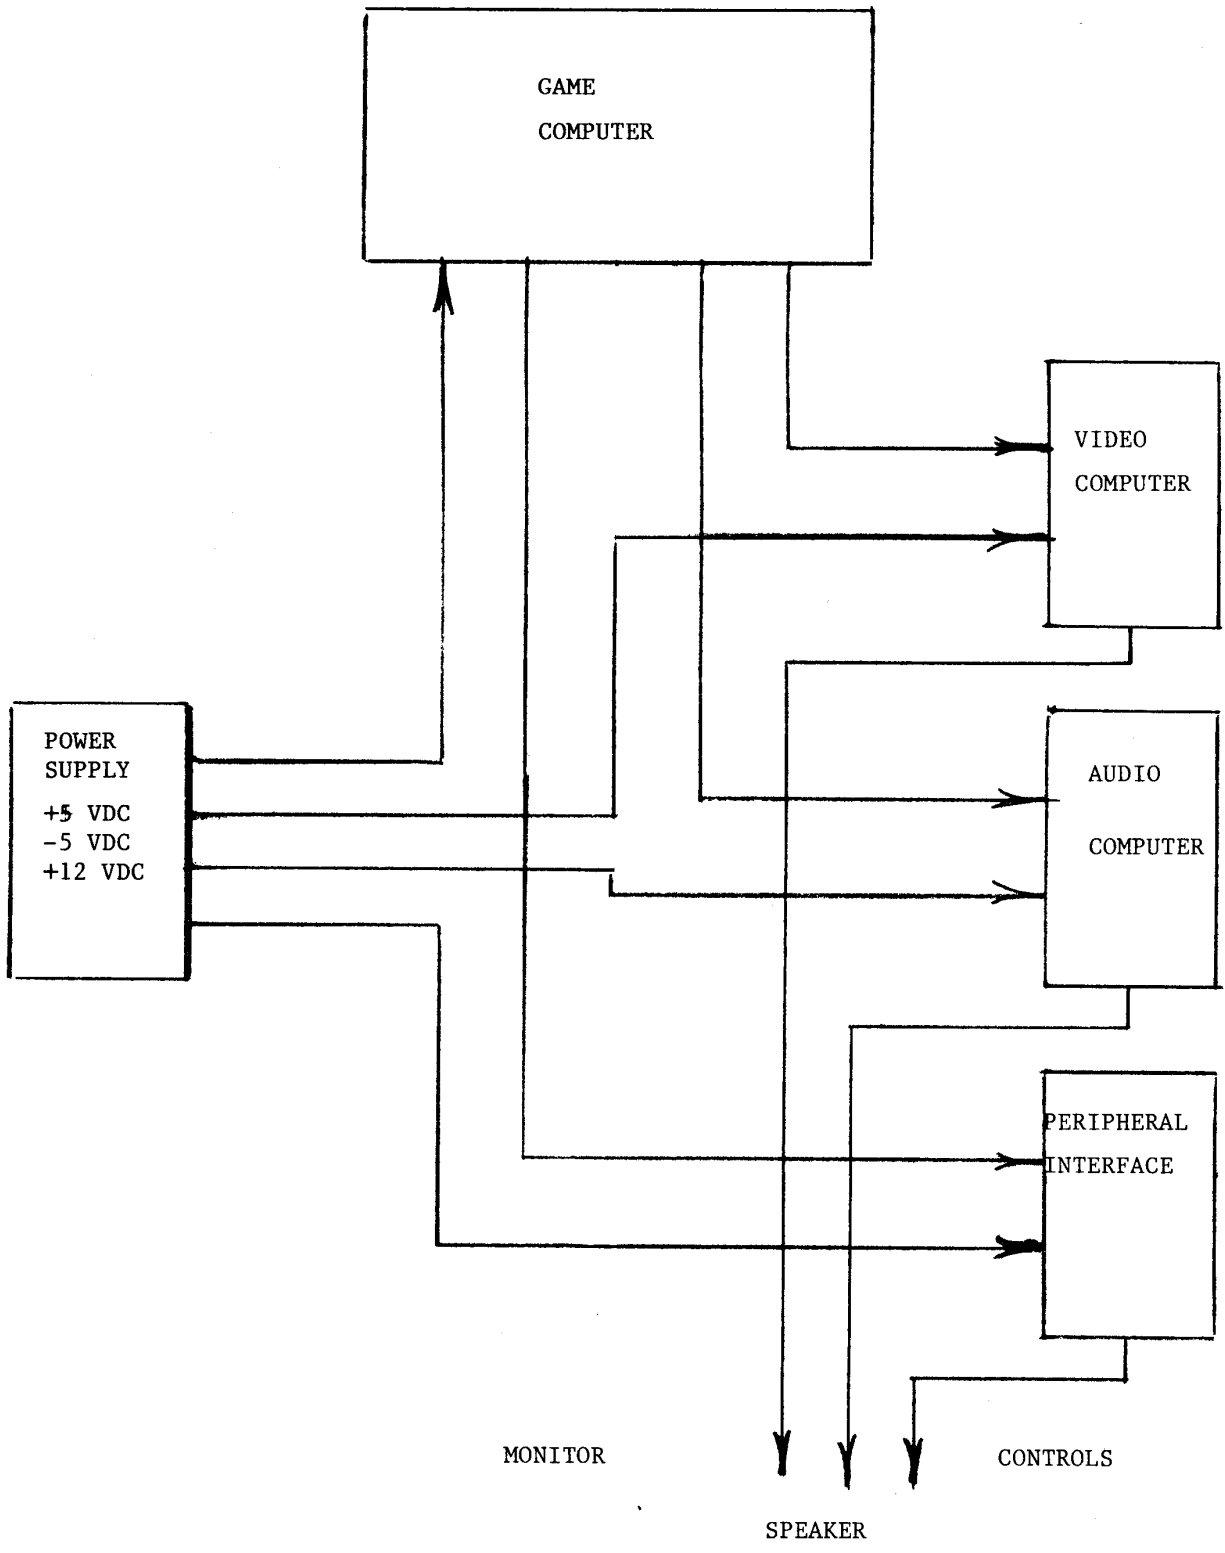 GAME
COMPUTER
VIDEO
COMPUTER
POWER
SUPPLY
+5 VDC
-5 VDC
+12 VDC
AUDIO
COMPUTER
PERIPHERAL
INTERFACE
MONITOR
CONTROLS
SPEAKER